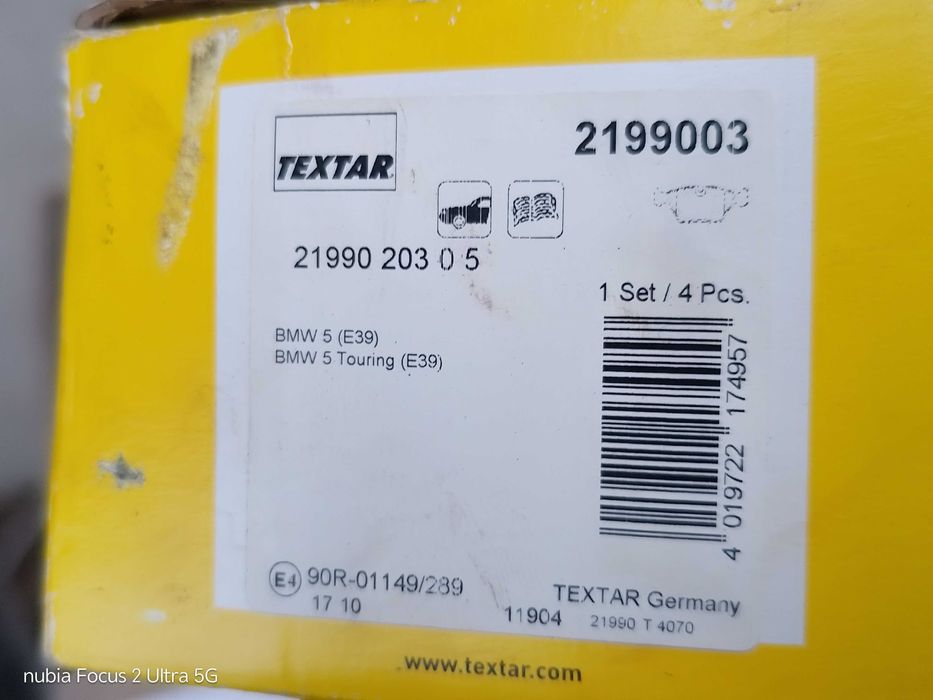 TEXTAR
2199003
21990 203 0 5
1 Set / 4 Pcs.
BMW 5 (E39)
BMW 5 Touring (E39)
4 019722 174957
E4 90R-01149/289
17 10
11904
TEXTAR Germany
21990 T 4070
www.textar.com
nubia Focus 2 Ultra 5G